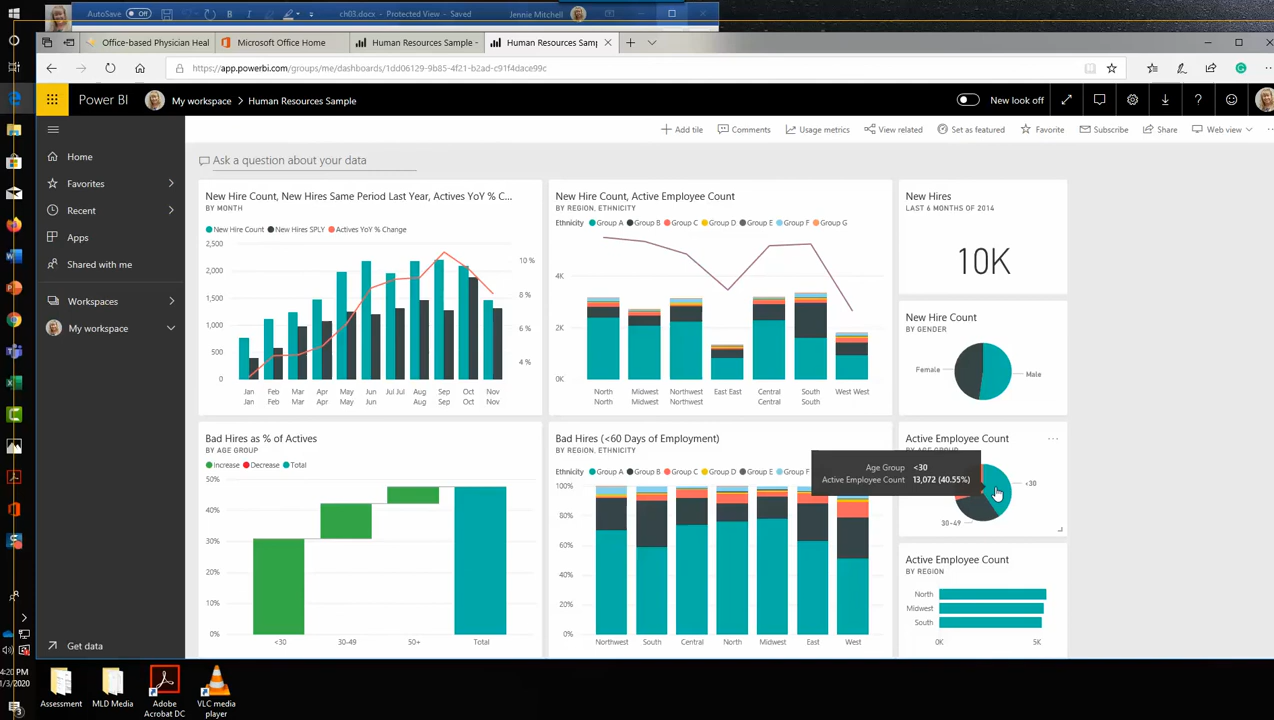 AutoSave Off
ch03.docx - Protected View - Saved
Jennie Mitchell
Office-based Physician Heal
Microsoft Office Home
Human Resources Sample -
Human Resources Samp
https://app.powerbi.com/groups/me/dashboards/1dd06129-9b85-4f21-b2ad-c91f4dace99c
Power BI
My workspace > Human Resources Sample
New look off
Add tile
Comments
Usage metrics
View related
Set as featured
Favorite
Subscribe
Share
Web view
Home
Favorites
Recent
Apps
Shared with me
Workspaces
My workspace
Get data
Ask a question about your data
New Hire Count, New Hires Same Period Last Year, Actives YoY % C...
BY MONTH
New Hire Count New Hires SPLY Actives YoY % Change
2,500
2,000
1,500
1,000
500
0
10 %
8 %
6 %
4 %
Jan Feb Mar Apr May Jun Jul Jul Aug Sep Oct Nov
Jan Feb Mar Apr May Jun Aug Sep Oct Nov
New Hire Count, Active Employee Count
BY REGION, ETHNICITY
Ethnicity Group A Group B Group C Group D Group E Group F Group G
4K
2K
0K
North Midwest Northwest East East Central South West West
North Midwest Northwest Central South
New Hires
LAST 6 MONTHS OF 2014
10K
New Hire Count
BY GENDER
Female
Male
Bad Hires as % of Actives
BY AGE GROUP
Increase Decrease Total
50%
40%
30%
20%
10%
0%
<30 30-49 50+ Total
Bad Hires (<60 Days of Employment)
BY REGION, ETHNICITY
Ethnicity Group A Group B Group C Group D Group E Group F
100%
80%
60%
40%
20%
0%
Northwest South Central North Midwest East West
Active Employee Count
BY AGE GROUP
Age Group <30
Active Employee Count 13,072 (40.55%)
<30
30-49
Active Employee Count
BY REGION
North
Midwest
South
0K 5K
4:20 PM
1/3/2020
Assessment
MLD Media
Adobe
Acrobat DC
VLC media
player